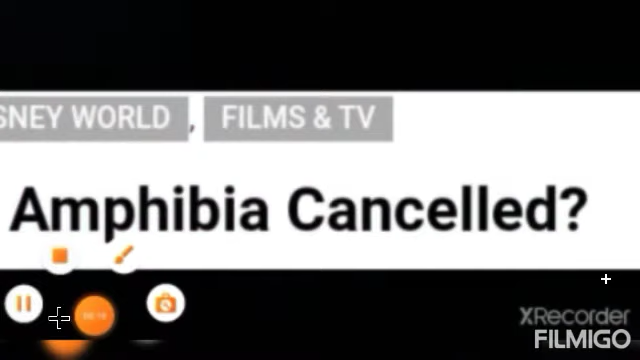 SNEY WORLD, FILMS & TV
Amphibia Cancelled?
XRecorder
FILMIGO